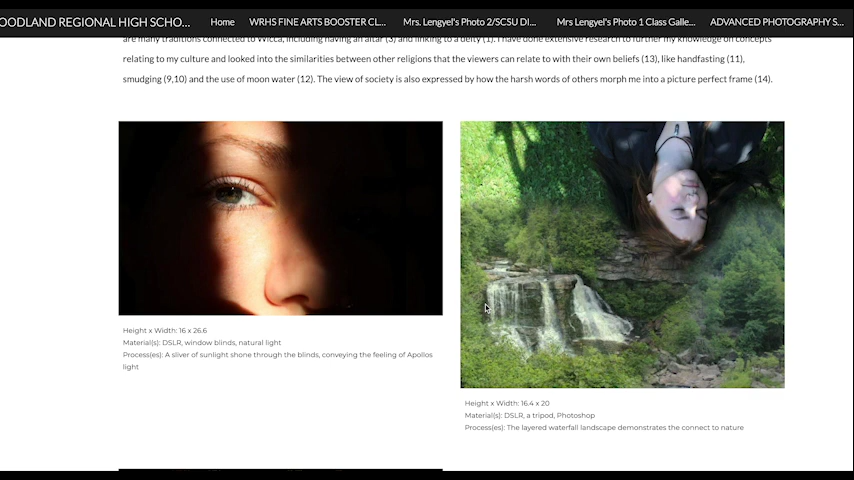 OODLAND REGIONAL HIGH SCHO...
Home
WRHS FINE ARTS BOOSTER CL...
Mrs. Lengyel's Photo 2/SCSU DI...
Mrs Lengyel's Photo 1 Class Galle...
ADVANCED PHOTOGRAPHY S...
are many traditions connected to Wicca, including having an altar (3) and linking to a deity (1). I have done extensive research to further my knowledge on concepts
relating to my culture and looked into the similarities between other religions that the viewers can relate to with their own beliefs (13), like handfasting (11),
smudging (9,10) and the use of moon water (12). The view of society is also expressed by how the harsh words of others morph me into a picture perfect frame (14).
Height x Width: 16 x 26.6
Material(s): DSLR, window blinds, natural light
Process(es): A sliver of sunlight shone through the blinds, conveying the feeling of Apollos
light
Height x Width: 16.4 x 20
Material(s): DSLR, a tripod, Photoshop
Process(es): The layered waterfall landscape demonstrates the connect to nature